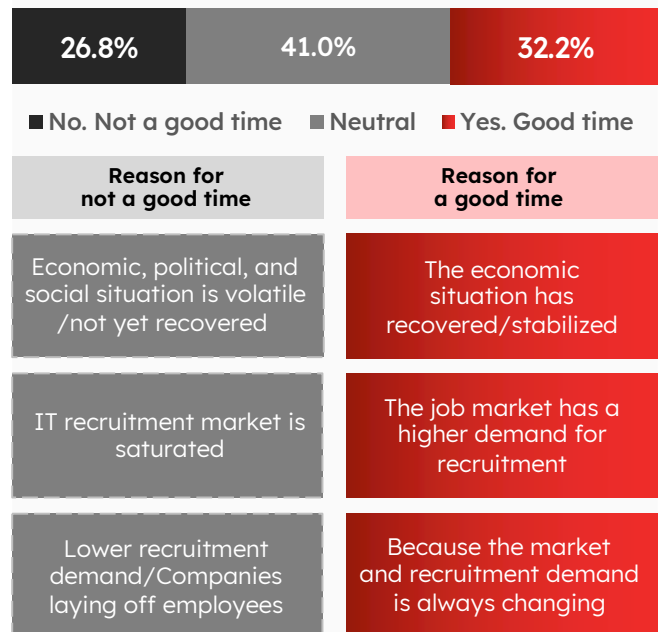 26.8% 41.0% 32.2%
No. Not a good time Neutral Yes. Good time
Reason for
not a good time
Reason for
a good time
Economic, political, and
social situation is volatile
/not yet recovered
The economic
situation has
recovered/stabilized
IT recruitment market is
saturated
The job market has a
higher demand for
recruitment
Lower recruitment
demand/Companies
laying off employees
Because the market
and recruitment demand
is always changing